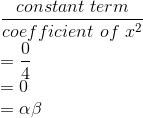 constant term
coefficient of x²
= 0/4
= 0
= αβ